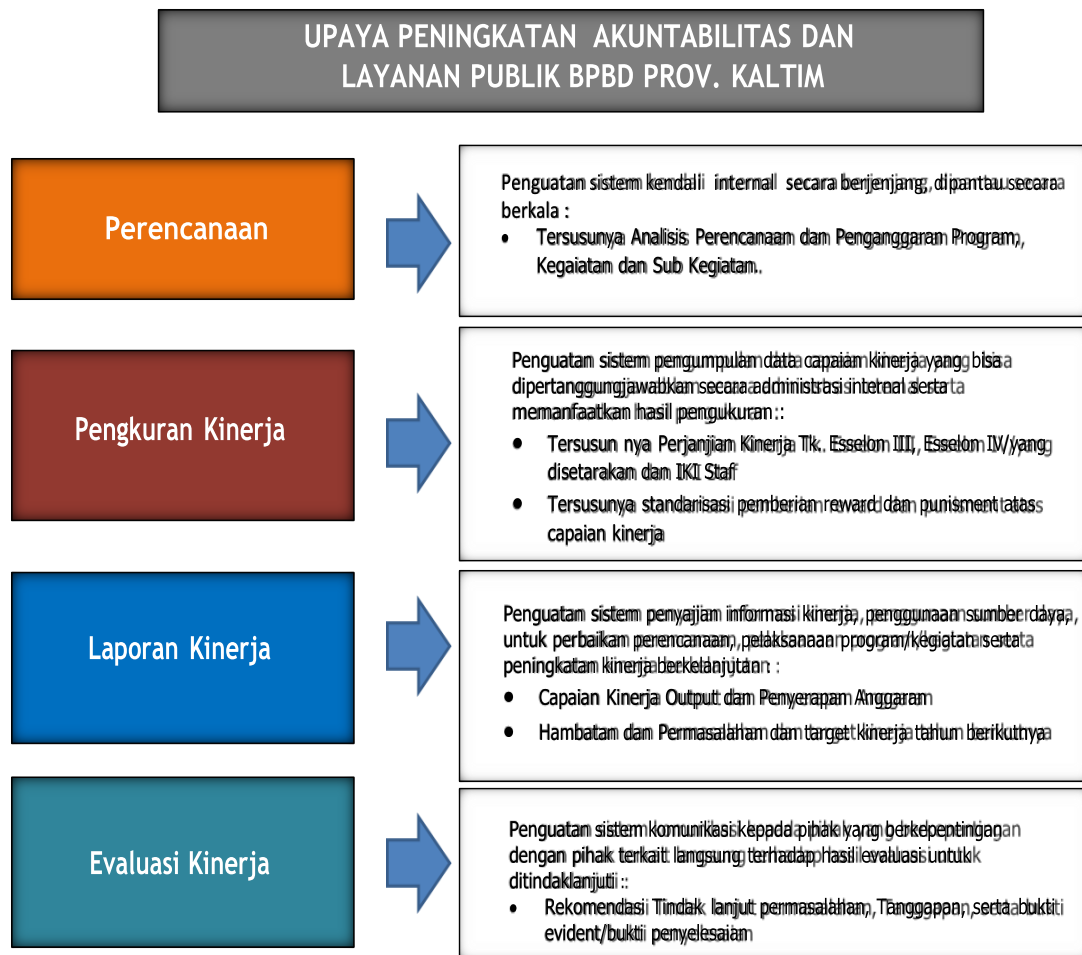 UPAYA PENINGKATAN AKUNTABILITAS DAN
LAYANAN PUBLIK BPBD PROV. KALTIM
Perencanaan
Penguatan sistem kendali internal secara berjenjang, dipantau secara
berkala :
• Tersusunya Analisis Perencanaan dan Penganggaran Program,
Kegaiatan dan Sub Kegiatan.
Pengkuran Kinerja
Penguatan sistem pengumpulan data capaian kinerja yang bisa
dipertanggungjawabkan secara administrasi internal serta
memanfaatkan hasil pengukuran :
• Tersusun nya Perjanjian Kinerja Tk. Esselon III, Esselon IV/yang
disetarakan dan IKI Staf
• Tersusunya standarisasi pemberian reward dan punisment atas
capaian kinerja
Laporan Kinerja
Penguatan sistem penyajian informasi kinerja, penggunaan sumber daya,
untuk perbaikan perencanaan, pelaksanaan program/kegiatan serta
peningkatan kinerja berkelanjutan :
• Capaian Kinerja Output dan Penyerapan Anggaran
• Hambatan dan Permasalahan dan target kinerja tahun berikutnya
Evaluasi Kinerja
Penguatan sistem komunikasi kepada pihak yang berkepentingan
dengan pihak terkait langsung terhadap hasil evaluasi untuk
ditindaklanjuti :
• Rekomendasi Tindak lanjut permasalahan, Tanggapan, serta bukti
evident/bukti penyelesaian